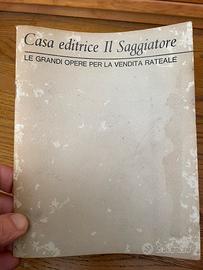 Casa editrice Il Saggiatore
LE GRANDI OPERE PER LA VENDITA RATEALE